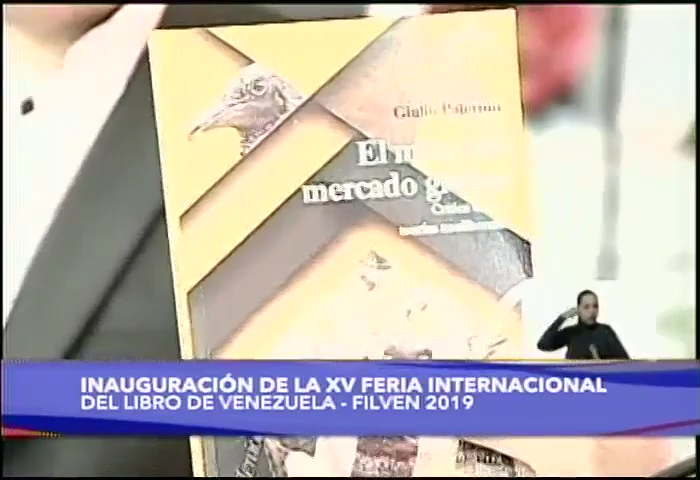 Giulio Palermo
El
mercado
INAUGURACIÓN DE LA XV FERIA INTERNACIONAL
DEL LIBRO DE VENEZUELA - FILVEN 2019